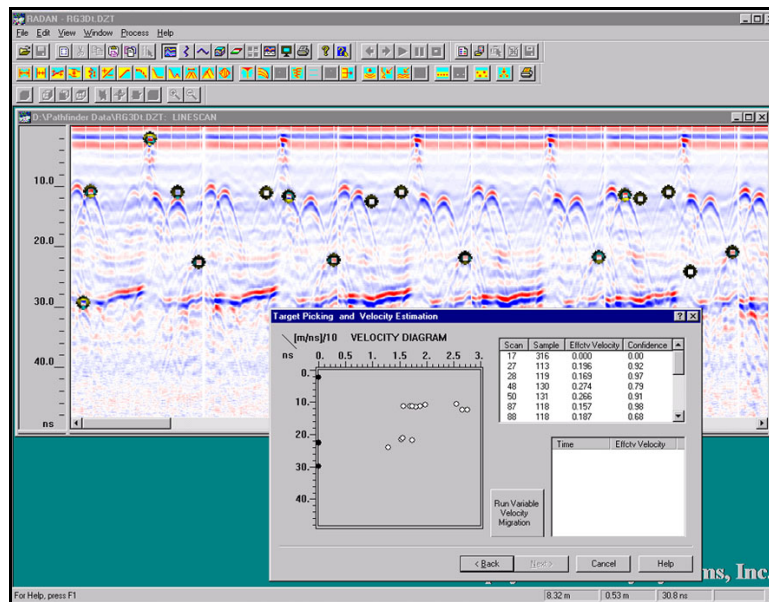 RADAN - RG3Dt.DZT
File Edit View Window Process Help
D:\Pathfinder Data\RG3Dt.DZT: LINESCAN
10.0
20.0
30.0
40.0
ns
Target Picking and Velocity Estimation
[m/ns]/10 VELOCITY DIAGRAM
ns 0. 0.5 1.0 1.5 2.0 2.5 3.
0.
10.
20.
30.
40.
Scan Sample Effctv Velocity Confidence
17 316 0.000 0.00
27 113 0.196 0.92
28 119 0.169 0.97
48 130 0.274 0.79
50 131 0.266 0.91
87 118 0.157 0.98
88 118 0.187 0.68
Time Effctv Velocity
Run Variable
Velocity
Migration
< Back Next > Cancel Help
ms, Inc.
For Help, press F1 8.32 m 0.53 m 30.8 ns